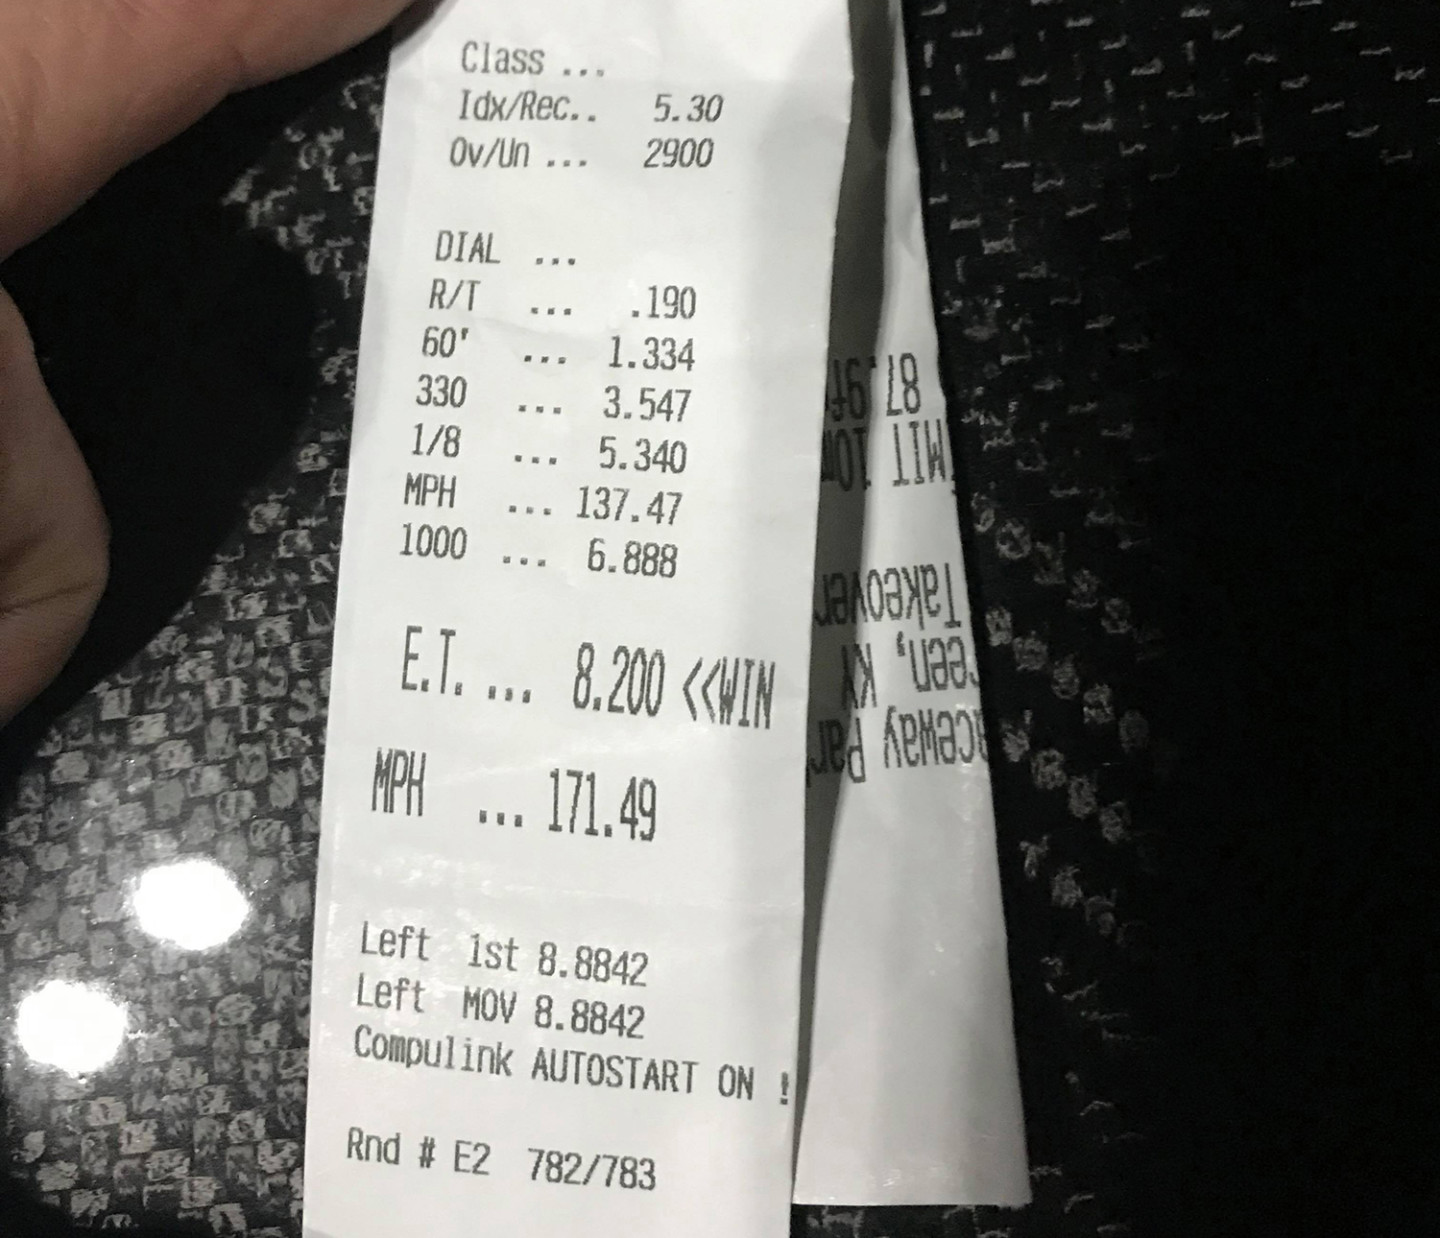 Class ...
Idx/Rec.. 5.30
Ov/Un ... 2900
DIAL ...
R/T ... .190
60' ... 1.334
330 ... 3.547
1/8 ... 5.340
MPH ... 137.47
1000 ... 6.888
E.T. ... 8.200 <<WIN
MPH ... 171.49
Left 1st 8.8842
Left MOV 8.8842
Compulink AUTOSTART ON !
Rnd # E2 782/783
Takeover
KY